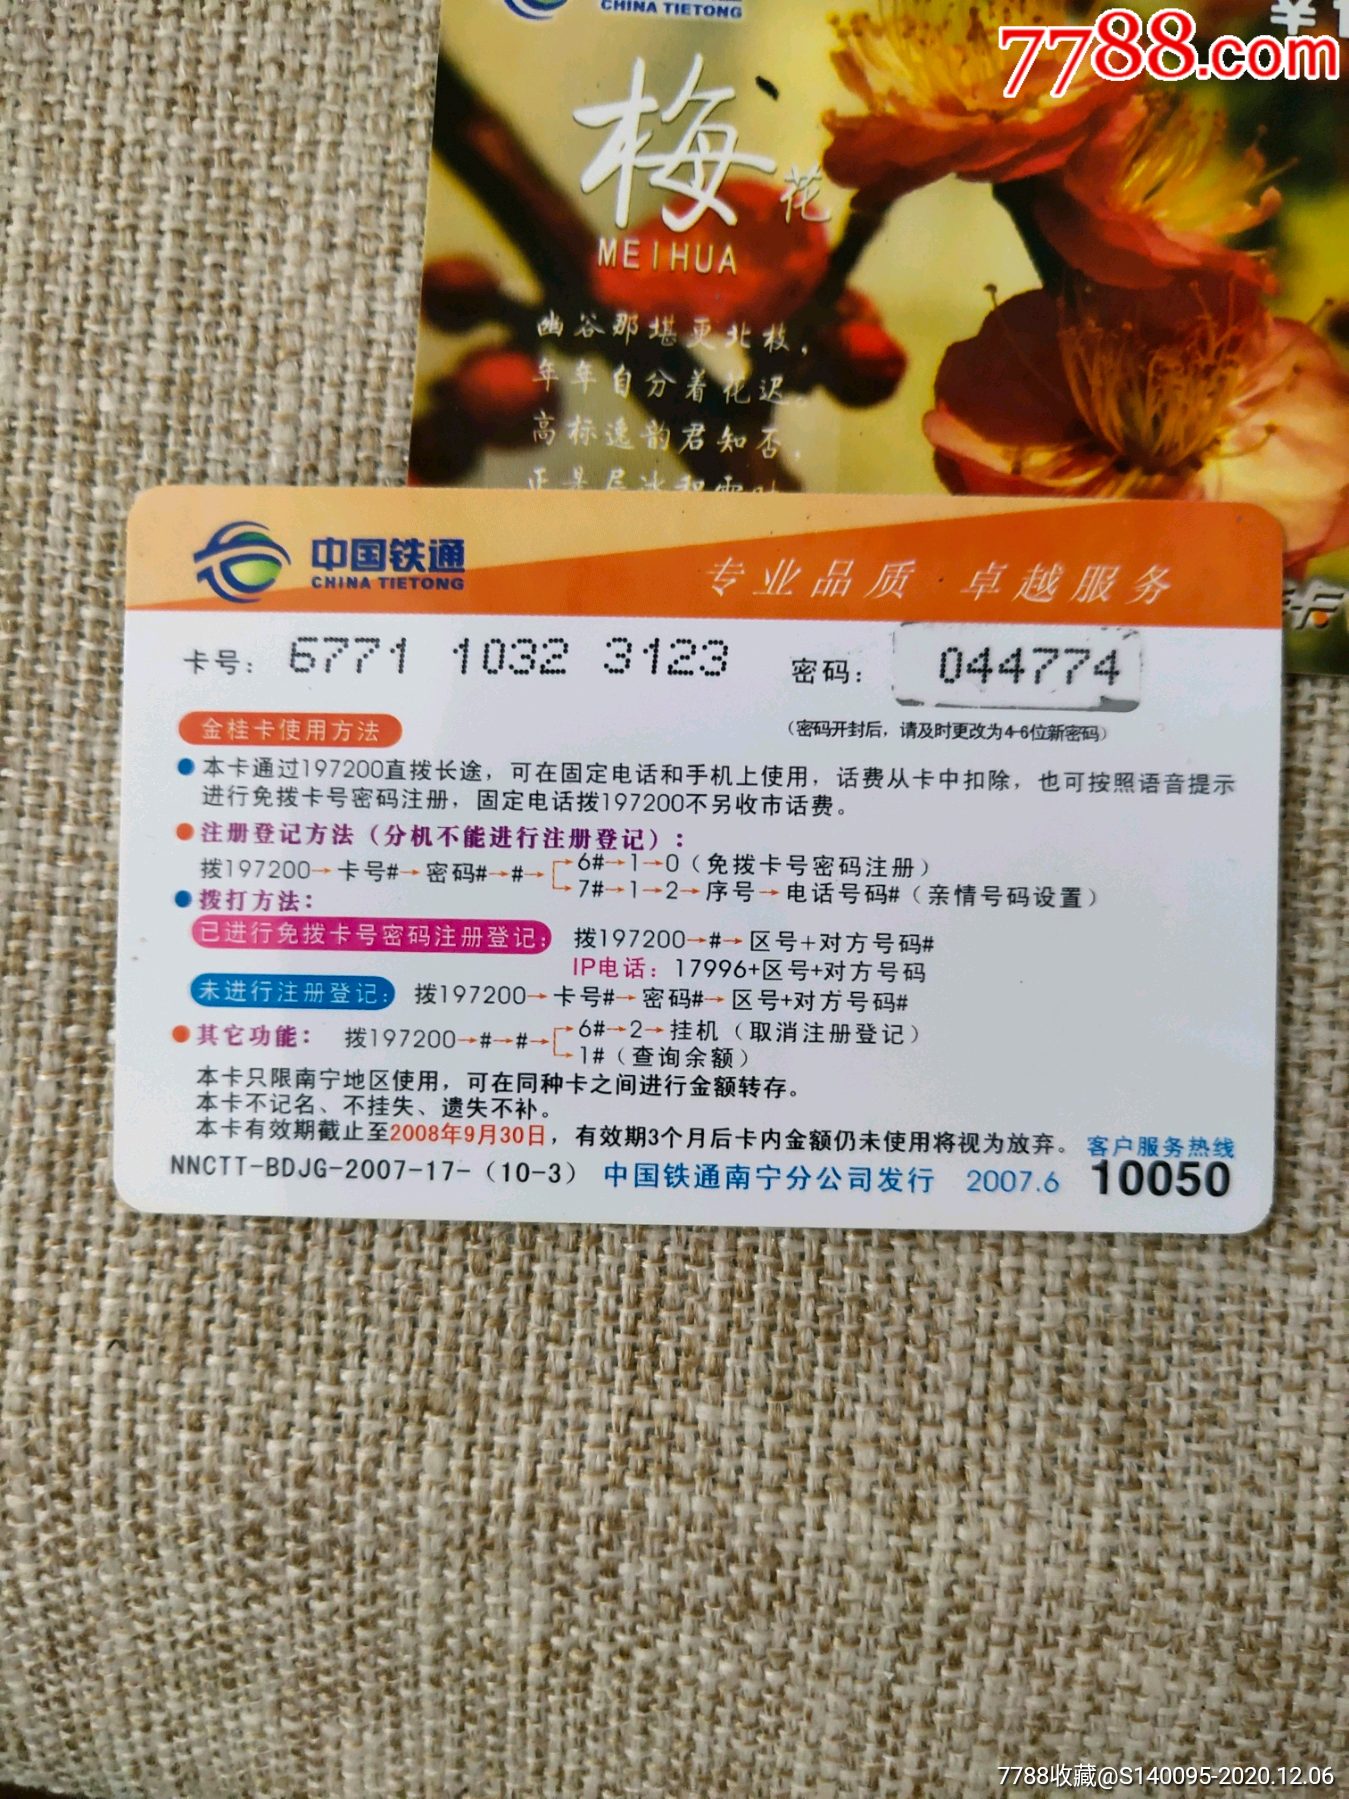 CHINA TIETONG
7788.com
梅花
MEIHUA
幽谷那堪更北枝，
年年自分着花迟。
高标逸韵君知否，
正是层冰积雪时
卡
中国铁通
CHINA TIETONG
专业品质 卓越服务
卡号： 6771 1032 3123 密码： 044774
（密码开封后，请及时更改为4-6位新密码）
金桂卡使用方法
本卡通过197200直拨长途，可在固定电话和手机上使用，话费从卡中扣除，也可按照语音提示
进行免拨卡号密码注册，固定电话拨197200不另收市话费。
注册登记方法（分机不能进行注册登记）：
拨197200→卡号#→密码#→#→
6#→1→0（免拨卡号密码注册）
7#→1→2→序号→电话号码#（亲情号码设置）
拨打方法：
已进行免拨卡号密码注册登记： 拨197200→#→区号+对方号码#
IP电话：17996+区号+对方号码
未进行注册登记： 拨197200→卡号#→密码#→区号+对方号码#
其它功能： 拨197200→#→#→
6#→2→挂机（取消注册登记）
1#（查询余额）
本卡只限南宁地区使用，可在同种卡之间进行金额转存。
本卡不记名、不挂失、遗失不补。
本卡有效期截止至2008年9月30日，有效期3个月后卡内金额仍未使用将视为放弃。
客户服务热线
NNCTT-BDJG-2007-17-（10-3） 中国铁通南宁分公司发行 2007.6 10050
7788收藏@S140095-2020.12.06